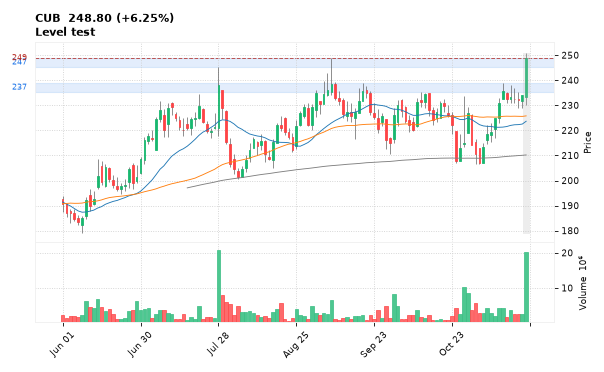 CUB 248.80 (+6.25%)
Level test
249
247
237
250
240
230
220
210
200
190
180
Price
20
10
Volume 10⁶
Jun 01
Jun 30
Jul 28
Aug 25
Sep 23
Oct 23